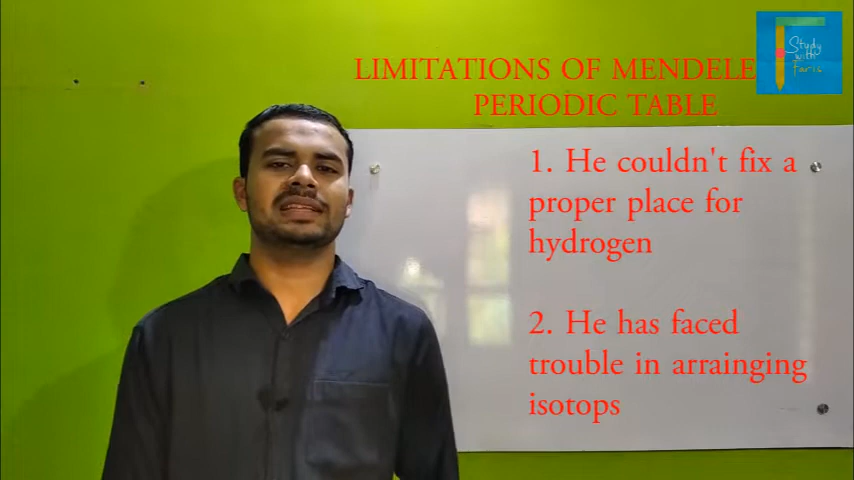 LIMITATIONS OF MENDELE
PERIODIC TABLE
Study
with
Faris
1. He couldn't fix a
proper place for
hydrogen
2. He has faced
trouble in arrainging
isotops